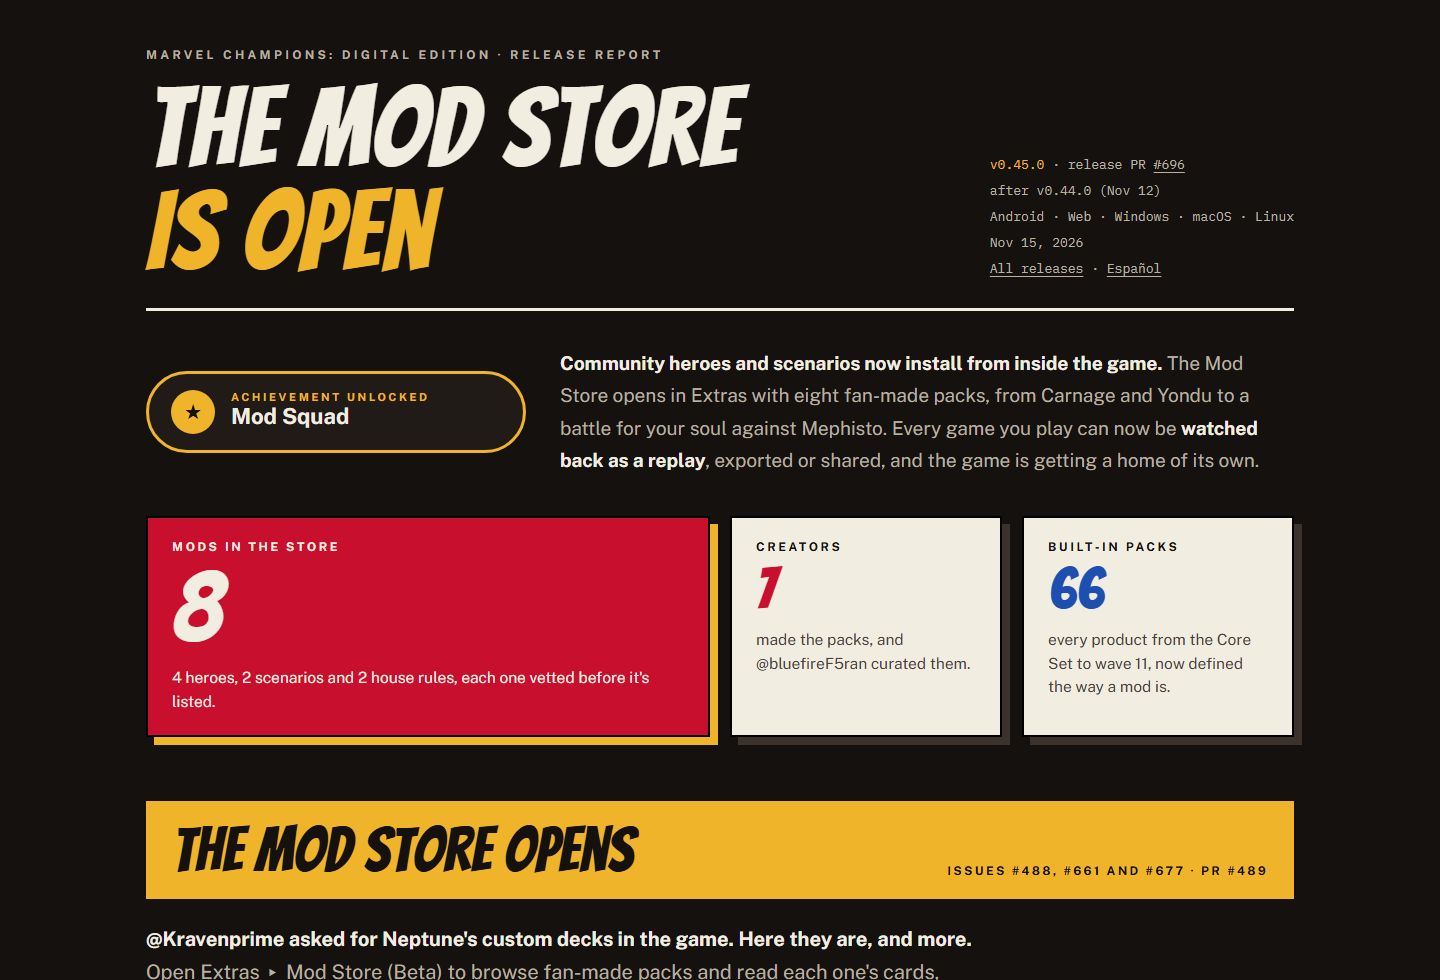 MARVEL CHAMPIONS: DIGITAL EDITION · RELEASE REPORT
THE MOD STORE
IS OPEN
v0.45.0 · release PR #696
after v0.44.0 (Nov 12)
Android · Web · Windows · macOS · Linux
Nov 15, 2026
All releases · Español
ACHIEVEMENT UNLOCKED
Mod Squad
Community heroes and scenarios now install from inside the game. The Mod
Store opens in Extras with eight fan-made packs, from Carnage and Yondu to a
battle for your soul against Mephisto. Every game you play can now be watched
back as a replay, exported or shared, and the game is getting a home of its own.
MODS IN THE STORE
8
4 heroes, 2 scenarios and 2 house rules, each one vetted before it's
listed.
CREATORS
7
made the packs, and
@bluefireF5ran curated them.
BUILT-IN PACKS
66
every product from the Core
Set to wave 11, now defined
the way a mod is.
THE MOD STORE OPENS
ISSUES #488, #661 AND #677 · PR #489
@Kravenprime asked for Neptune's custom decks in the game. Here they are, and more.
Open Extras ▸ Mod Store (Beta) to browse fan-made packs and read each one's cards,